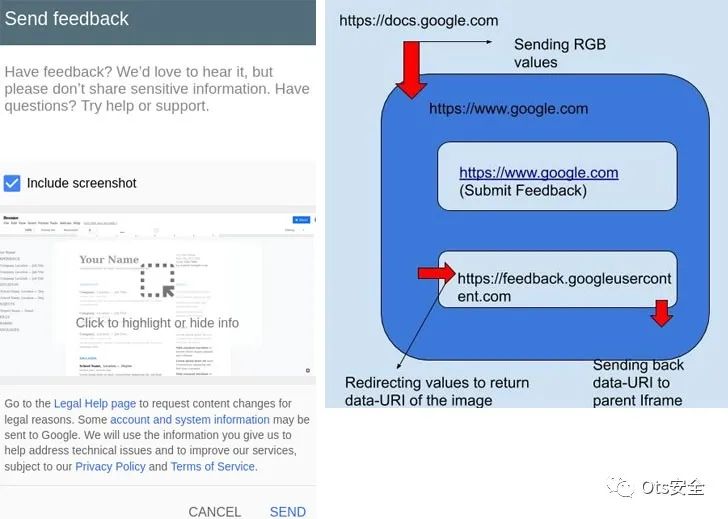 Send feedback
Have feedback? We'd love to hear it, but
please don't share sensitive information. Have
questions? Try help or support.
Include screenshot
Resume
Your Name
Click to highlight or hide info
Go to the Legal Help page to request content changes for
legal reasons. Some account and system information may be
sent to Google. We will use the information you give us to
help address technical issues and to improve our services,
subject to our Privacy Policy and Terms of Service.
CANCEL
SEND
https://docs.google.com
Sending RGB
values
https://www.google.com
https://www.google.com
(Submit Feedback)
https://feedback.googleusercont
ent.com
Redirecting values to return
data-URI of the image
Sending back
data-URI to
parent Iframe
Ots安全